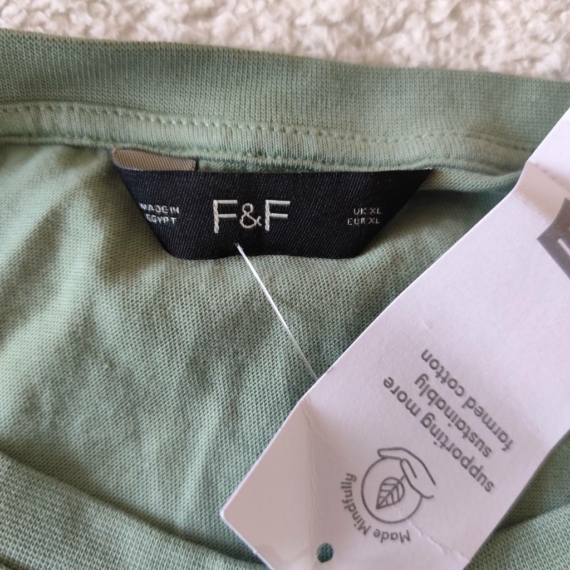 MADE IN
EGYPT
F&F
UK XL
EUR XL
supporting more
sustainably
farmed cotton
Made Mindfully